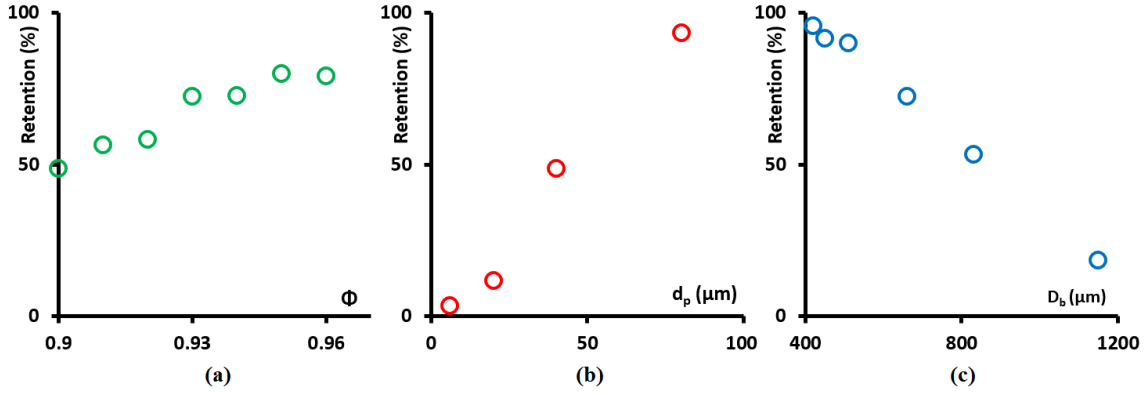 100
50
0
Retention (%)
0.9
0.93
0.96
Φ
(a)
100
50
0
Retention (%)
0
50
100
dp (μm)
(b)
100
50
0
Retention (%)
400
800
1200
Db (μm)
(c)